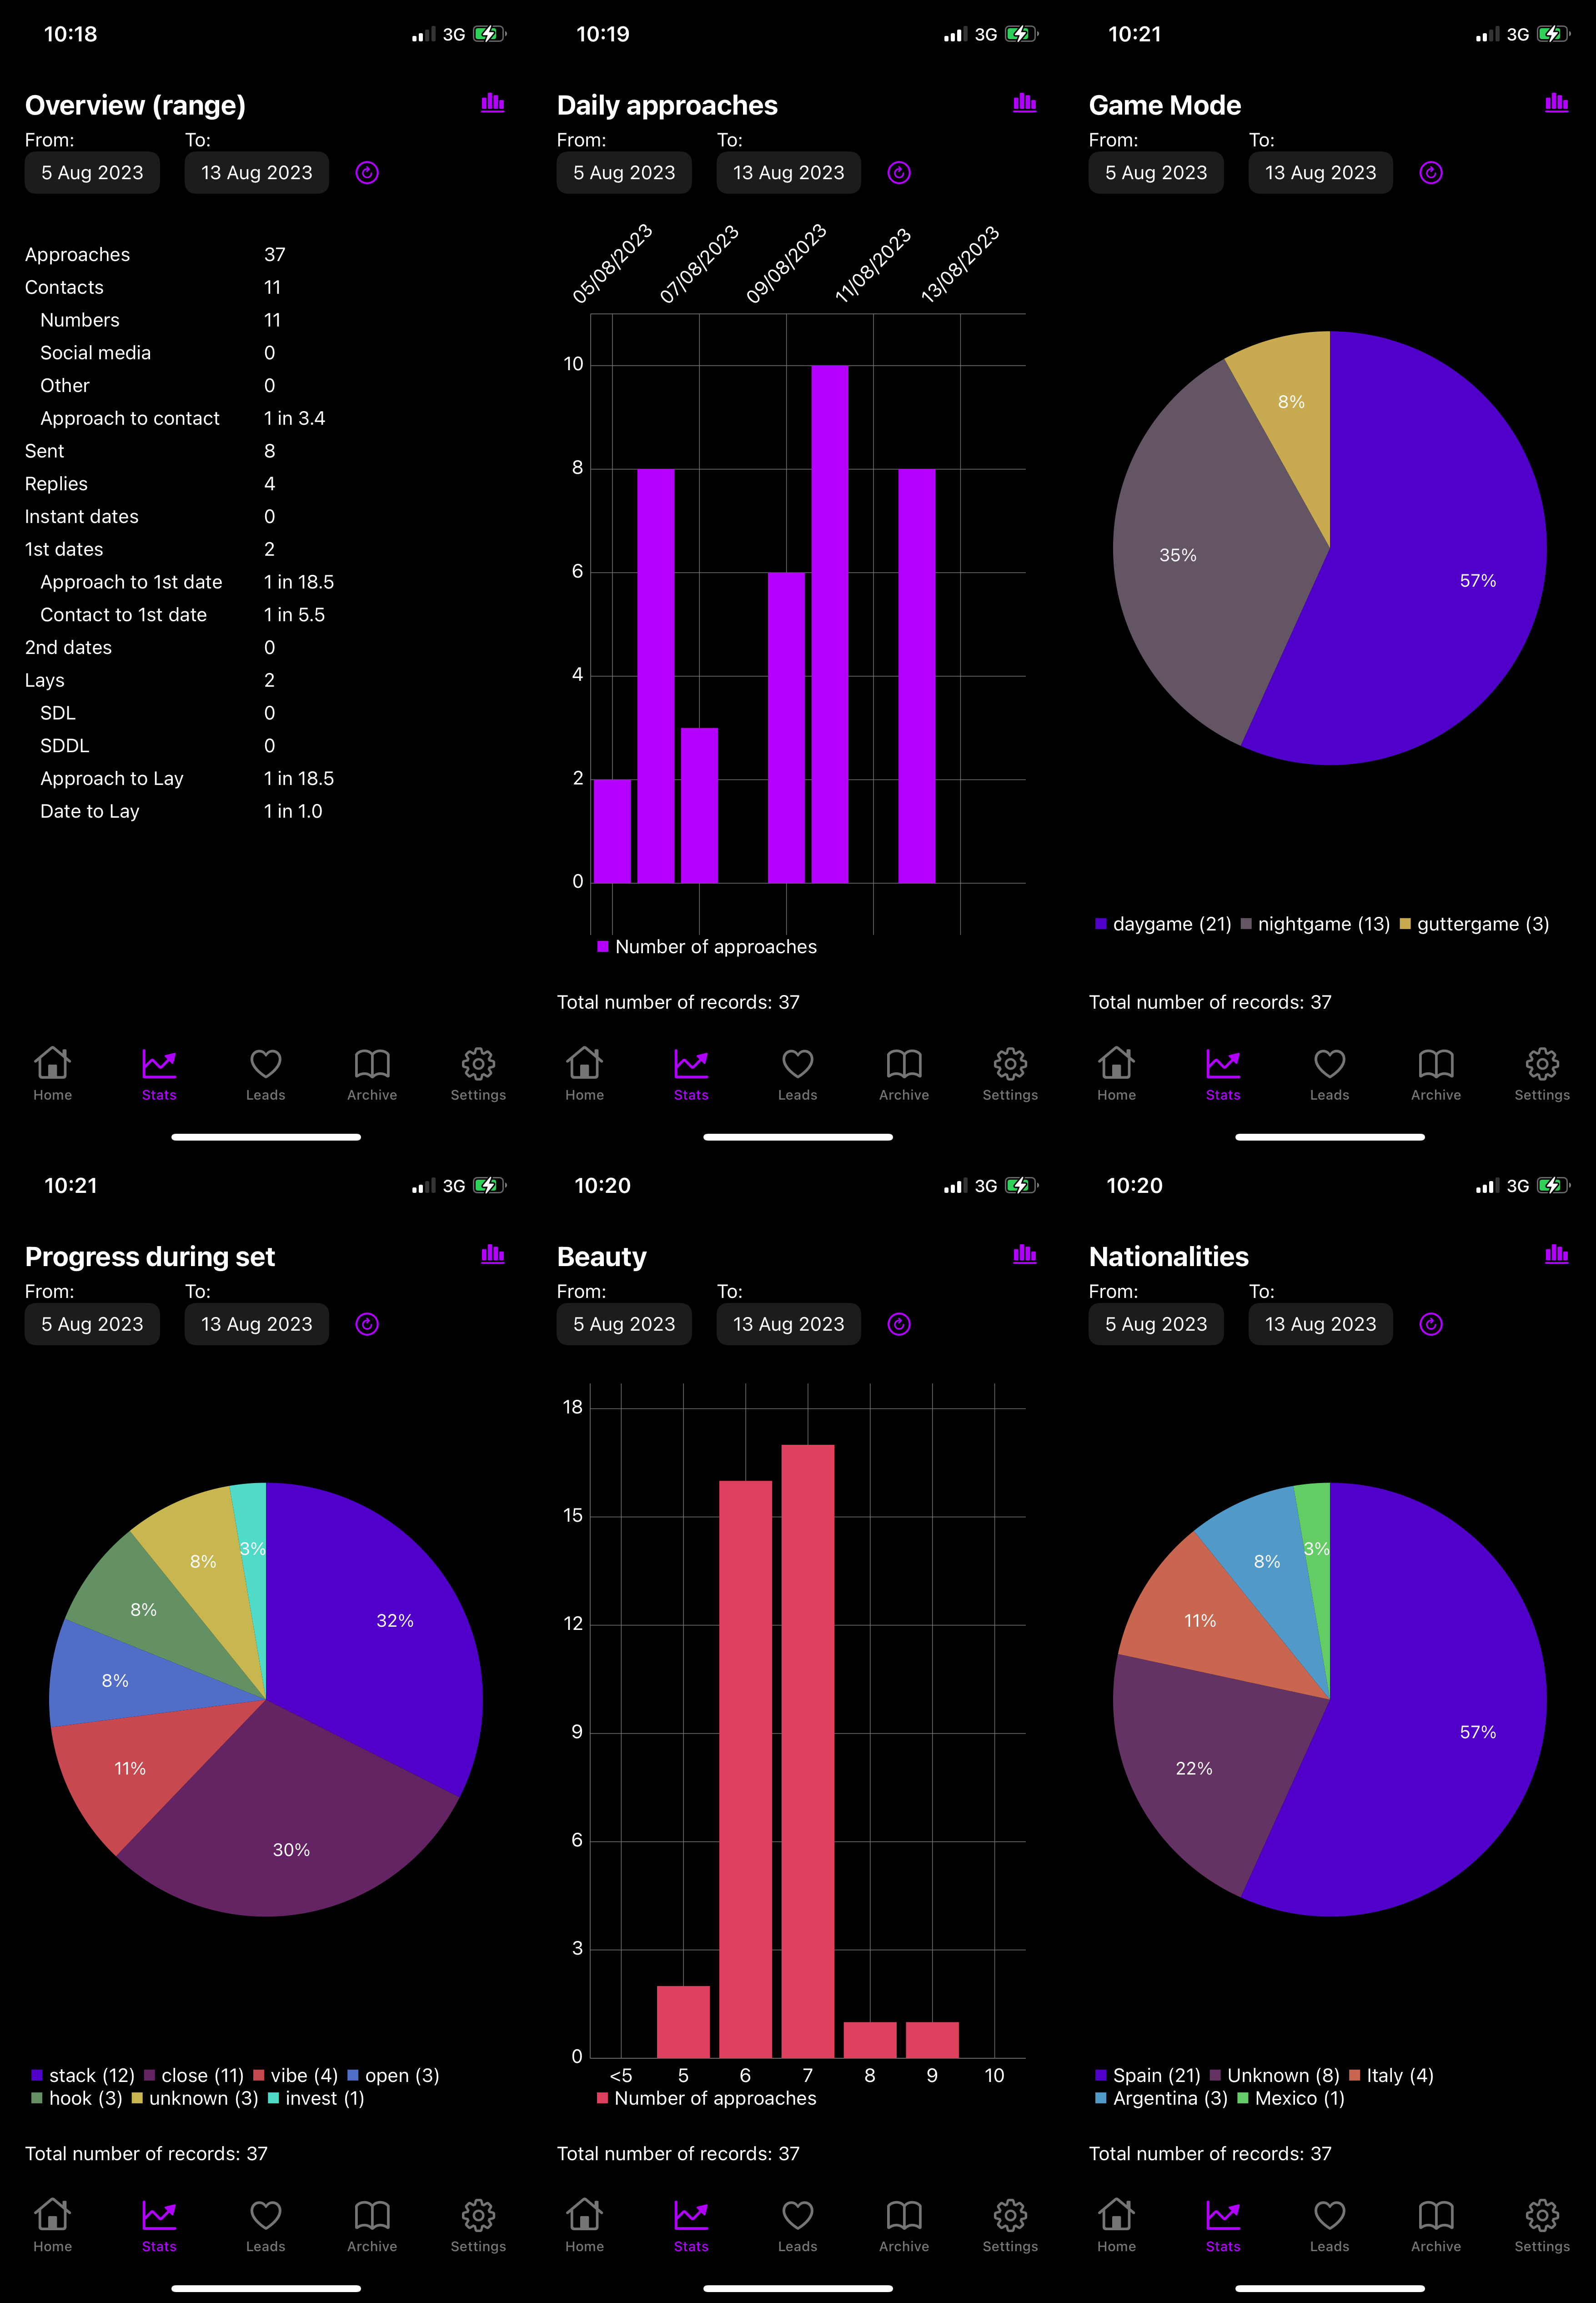 10:18 3G
Overview (range)
From: To:
5 Aug 2023 13 Aug 2023
Approaches 37
Contacts 11
Numbers 11
Social media 0
Other 0
Approach to contact 1 in 3.4
Sent 8
Replies 4
Instant dates 0
1st dates 2
Approach to 1st date 1 in 18.5
Contact to 1st date 1 in 5.5
2nd dates 0
Lays 2
SDL 0
SDDL 0
Approach to Lay 1 in 18.5
Date to Lay 1 in 1.0
Home Stats Leads Archive Settings
10:19 3G
Daily approaches
From: To:
5 Aug 2023 13 Aug 2023
05/08/2023 07/08/2023 09/08/2023 11/08/2023 13/08/2023
10
8
6
4
2
0
Number of approaches
Total number of records: 37
Home Stats Leads Archive Settings
10:21 3G
Game Mode
From: To:
5 Aug 2023 13 Aug 2023
8%
35%
57%
daygame (21) nightgame (13) guttergame (3)
Total number of records: 37
Home Stats Leads Archive Settings
10:21 3G
Progress during set
From: To:
5 Aug 2023 13 Aug 2023
3%
8%
8%
32%
8%
11%
30%
stack (12) close (11) vibe (4) open (3)
hook (3) unknown (3) invest (1)
Total number of records: 37
Home Stats Leads Archive Settings
10:20 3G
Beauty
From: To:
5 Aug 2023 13 Aug 2023
18
15
12
9
6
3
0
<5 5 6 7 8 9 10
Number of approaches
Total number of records: 37
Home Stats Leads Archive Settings
10:20 3G
Nationalities
From: To:
5 Aug 2023 13 Aug 2023
3%
8%
11%
57%
22%
Spain (21) Unknown (8) Italy (4)
Argentina (3) Mexico (1)
Total number of records: 37
Home Stats Leads Archive Settings